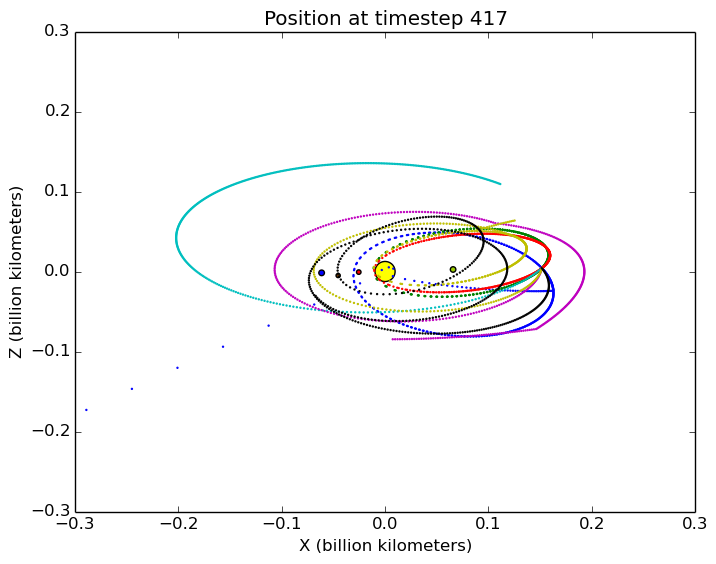 Position at timestep 417
0.3
0.2
0.1
0.0
−0.1
−0.2
−0.3
Z (billion kilometers)
−0.3 −0.2 −0.1 0.0 0.1 0.2 0.3
X (billion kilometers)